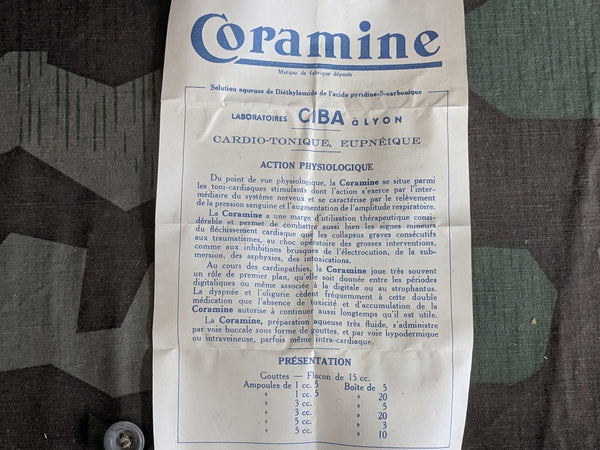 Coramine
Marque de fabrique déposée
Solution aqueuse de Diéthylamide de l'acide pyridine-β-carbonique
LABORATOIRES CIBA à LYON
CARDIO-TONIQUE, EUPNÉIQUE
ACTION PHYSIOLOGIQUE
Du point de vue physiologique, la Coramine se situe parmi
les toni-cardiaques stimulants dont l'action s'exerce par l'inter-
médiaire du système nerveux et se caractérise par le relèvement
de la pression sanguine et l'augmentation de l'amplitude respiratoire.
La Coramine a une marge d'utilisation thérapeutique consi-
dérable et permet de combattre aussi bien les signes mineurs
du fléchissement cardiaque que les collapsus graves consécutifs
aux traumatismes, au choc opératoire des grosses interventions,
comme aux inhibitions brusques de l'électrocution, de la sub-
mersion, des asphyxies, des intoxications.
Au cours des cardiopathies, la Coramine joue très souvent
un rôle de premier plan, qu'elle soit donnée entre les périodes
digitaliques ou même associée à la digitale ou au strophantus.
La dyspnée et l'oligurie cèdent fréquemment à cette double
médication que l'absence de toxicité et d'accumulation de la
Coramine autorise à continuer aussi longtemps qu'il est utile.
La Coramine, préparation aqueuse très fluide, s'administre
par voie buccale sous forme de gouttes, et par voie hypodermique
ou intraveineuse, parfois même intra-cardiaque.
PRÉSENTATION
Gouttes — Flacon de 15 cc.
Ampoules de 1 cc. 5 Boîte de 5
» 1 cc. 5 » 20
» 3 cc. » 5
» 3 cc. » 20
» 5 cc. » 3
» 5 cc. » 10